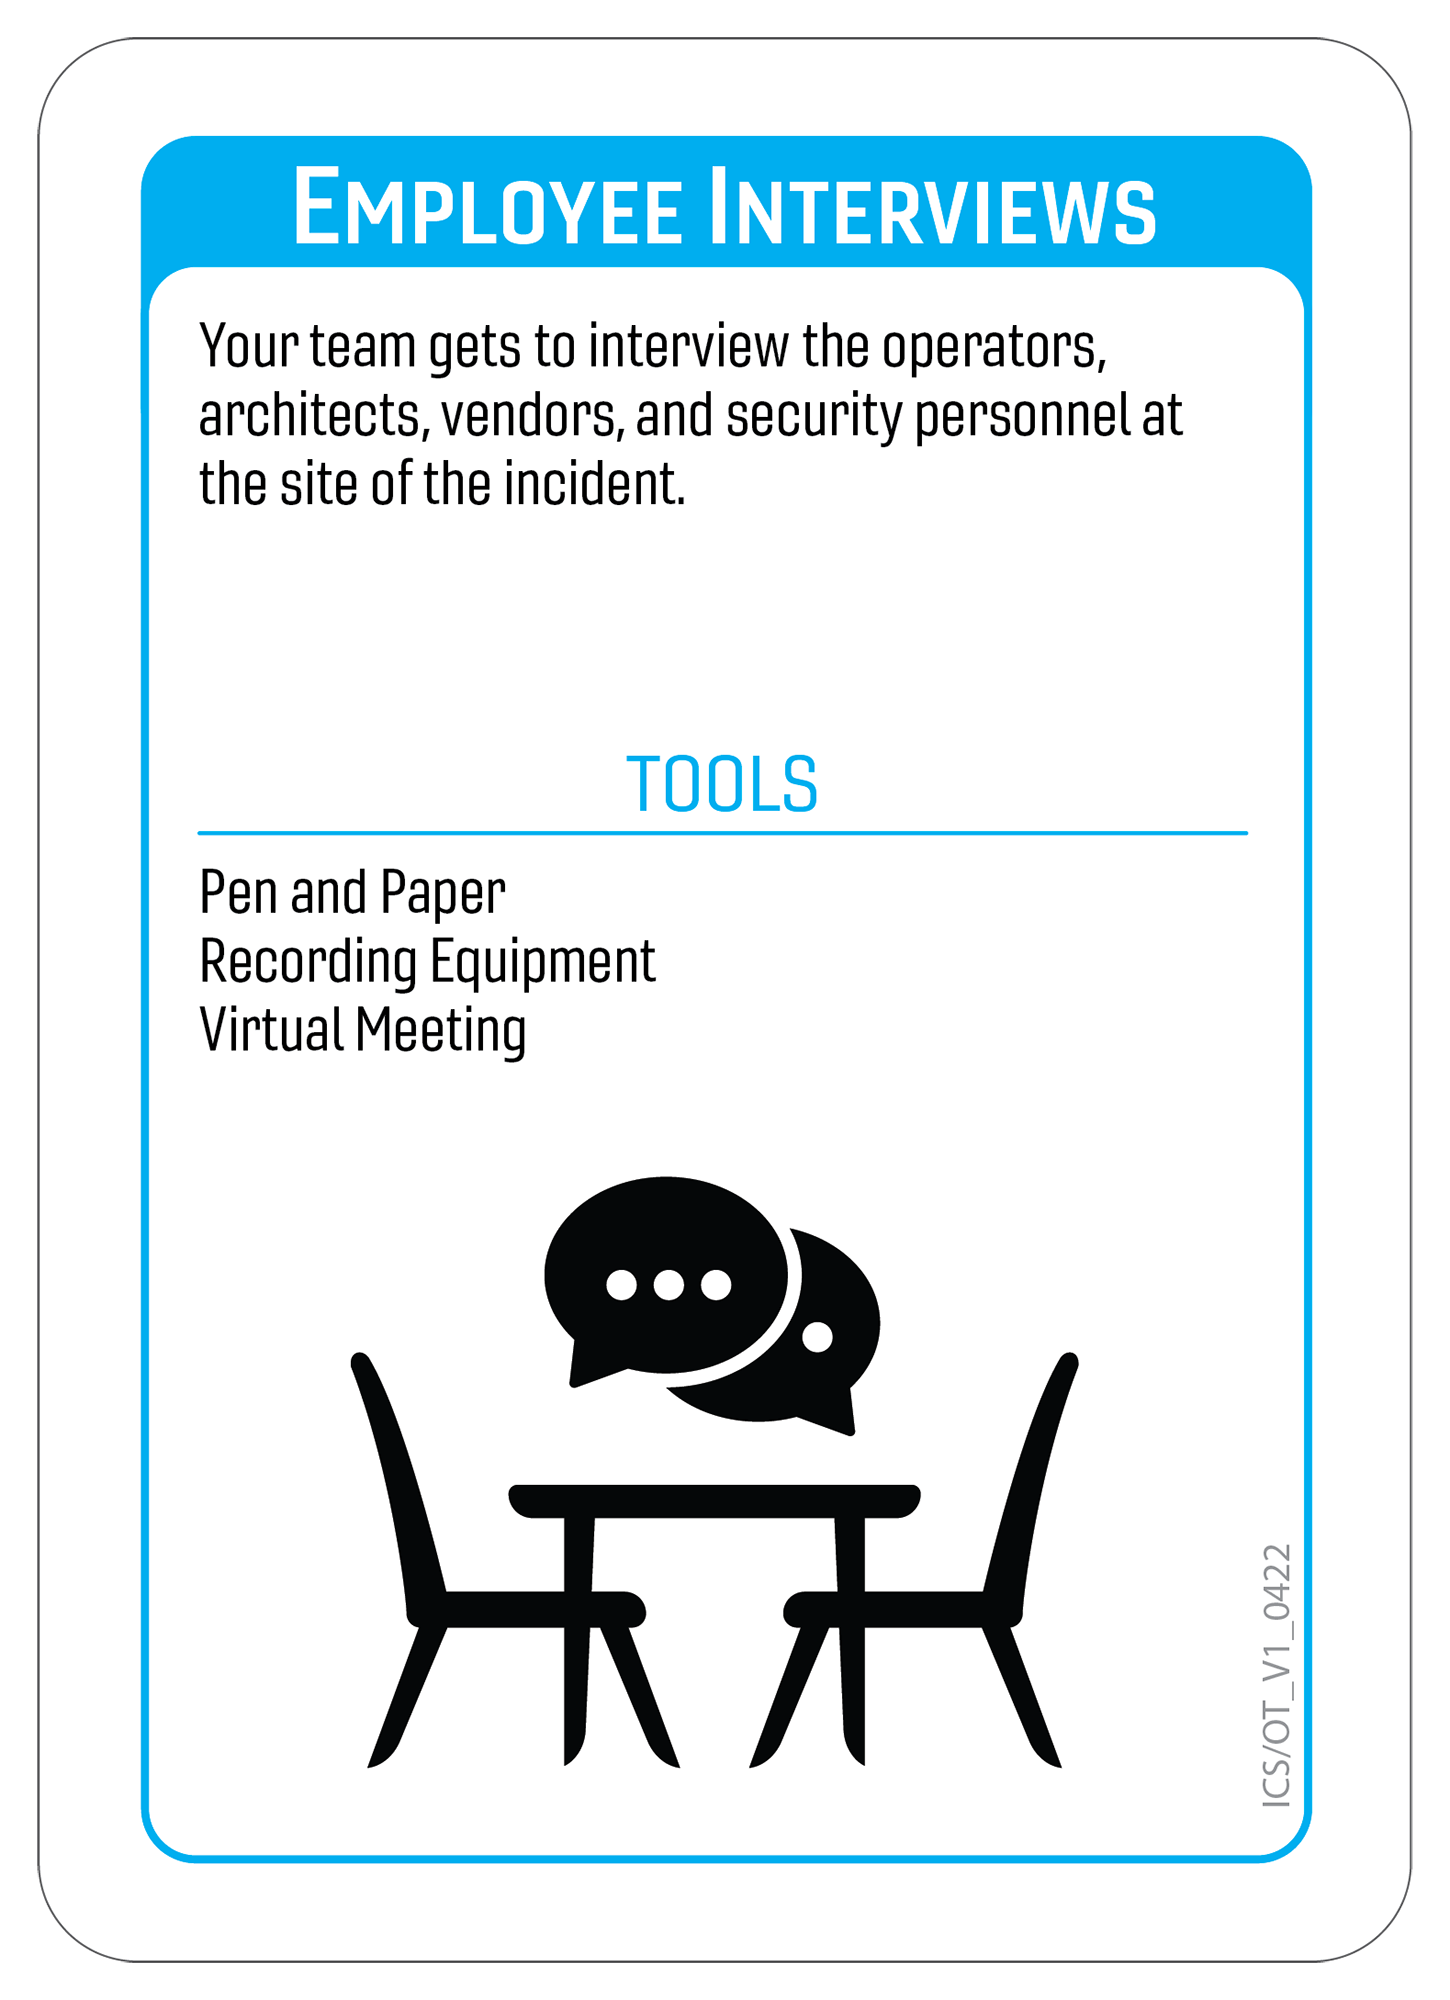 EMPLOYEE INTERVIEWS
Your team gets to interview the operators,
architects, vendors, and security personnel at
the site of the incident.
TOOLS
Pen and Paper
Recording Equipment
Virtual Meeting
ICS/OT_V1_0422